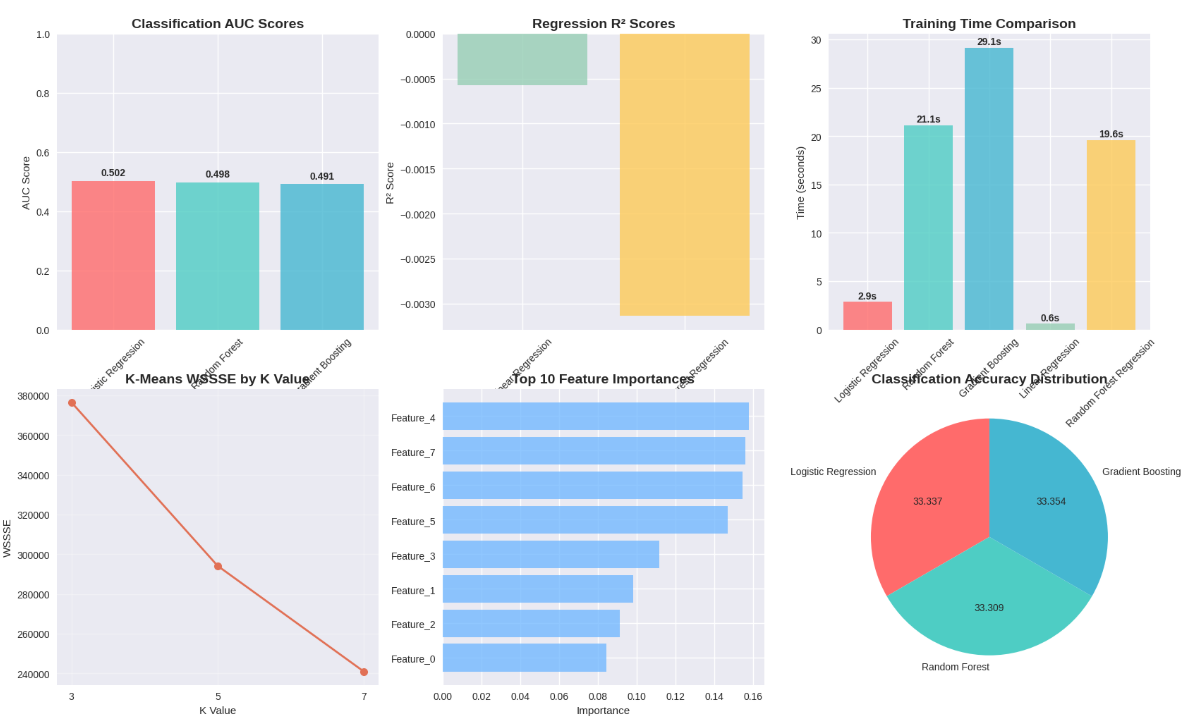 Classification AUC Scores
AUC Score
1.0
0.8
0.6
0.4
0.2
0.0
0.502
0.498
0.491
Regression
Random Forest
Boosting
Regression R² Scores
R² Score
0.0000
−0.0005
−0.0010
−0.0015
−0.0020
−0.0025
−0.0030
Regression
Regression
Training Time Comparison
Time (seconds)
30
25
20
15
10
5
0
2.9s
21.1s
29.1s
0.6s
19.6s
Logistic Regression
Random Forest
Gradient Boosting
Linear Regression
Random Forest Regression
K-Means WSSSE by K Value
WSSSE
380000
360000
340000
320000
300000
280000
260000
240000
3 5 7
K Value
Top 10 Feature Importances
Feature_4
Feature_7
Feature_6
Feature_5
Feature_3
Feature_1
Feature_2
Feature_0
0.00 0.02 0.04 0.06 0.08 0.10 0.12 0.14 0.16
Importance
Classification Accuracy Distribution
Logistic Regression
Gradient Boosting
33.337
33.354
33.309
Random Forest